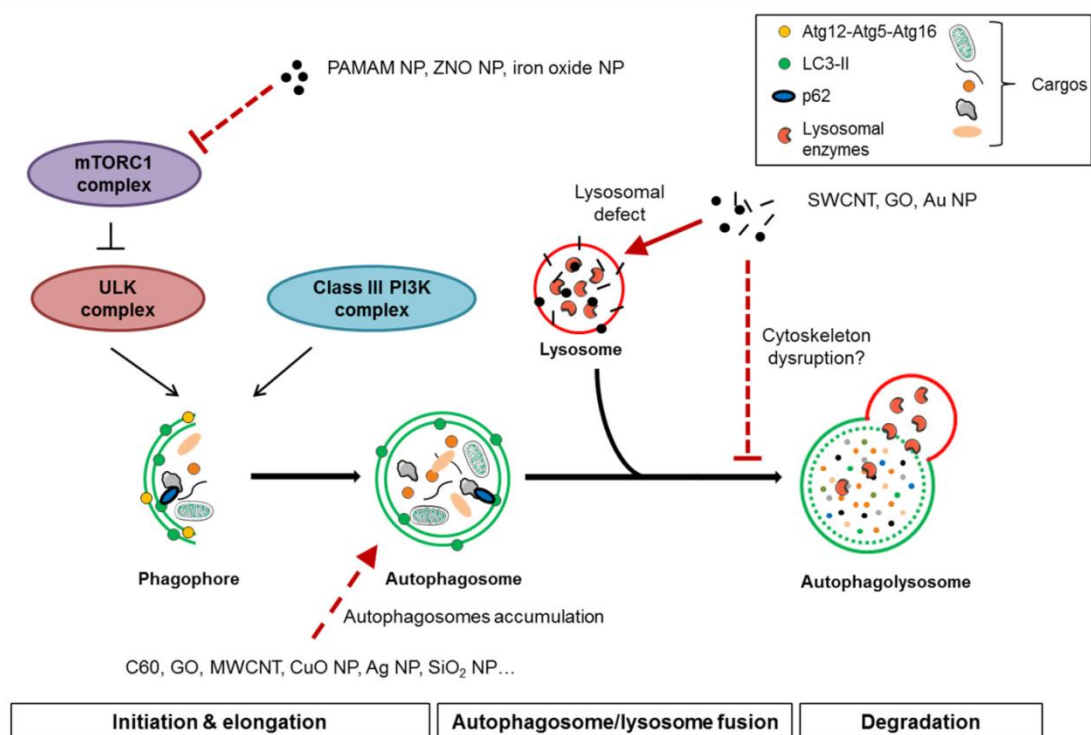 PAMAM NP, ZNO NP, iron oxide NP
Atg12-Atg5-Atg16
LC3-II
p62
Lysosomal
enzymes
Cargos
mTORC1
complex
ULK
complex
Class III PI3K
complex
Lysosomal
defect
SWCNT, GO, Au NP
Lysosome
Cytoskeleton
dysruption?
Phagophore
Autophagosome
Autophagolysosome
Autophagosomes accumulation
C60, GO, MWCNT, CuO NP, Ag NP, SiO₂ NP…
Initiation & elongation
Autophagosome/lysosome fusion
Degradation